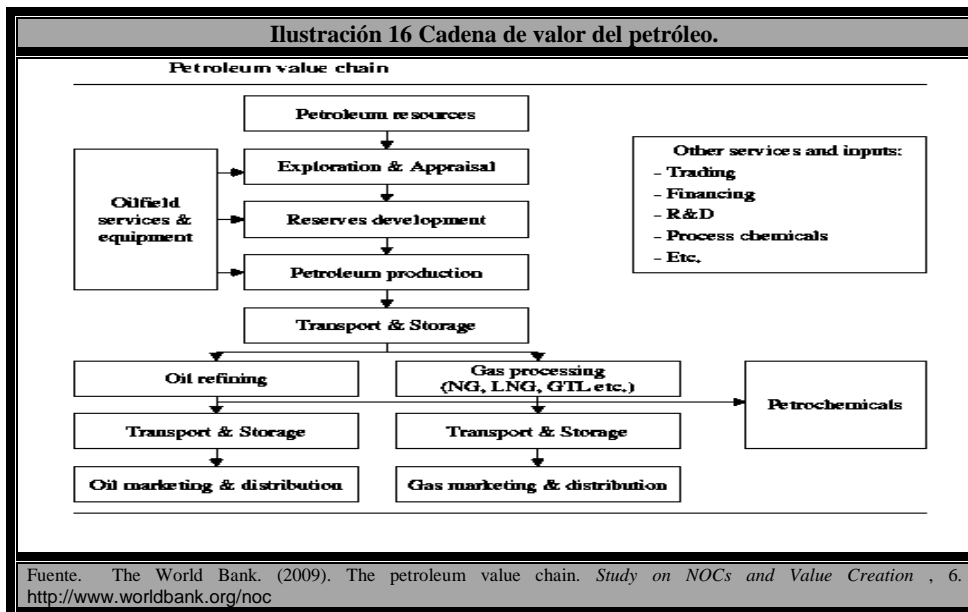 Ilustración 16 Cadena de valor del petróleo.
Petroleum value chain
Petroleum resources
Exploration & Appraisal
Oilfield
services &
equipment
Reserves development
Petroleum production
Other services and inputs:
- Trading
- Financing
- R&D
- Process chemicals
- Etc.
Transport & Storage
Oil refining
Gas processing
(NG, LNG, GTL etc.)
Petrochemicals
Transport & Storage
Transport & Storage
Oil marketing & distribution
Gas marketing & distribution
Fuente. The World Bank. (2009). The petroleum value chain. Study on NOCs and Value Creation , 6.
http://www.worldbank.org/noc